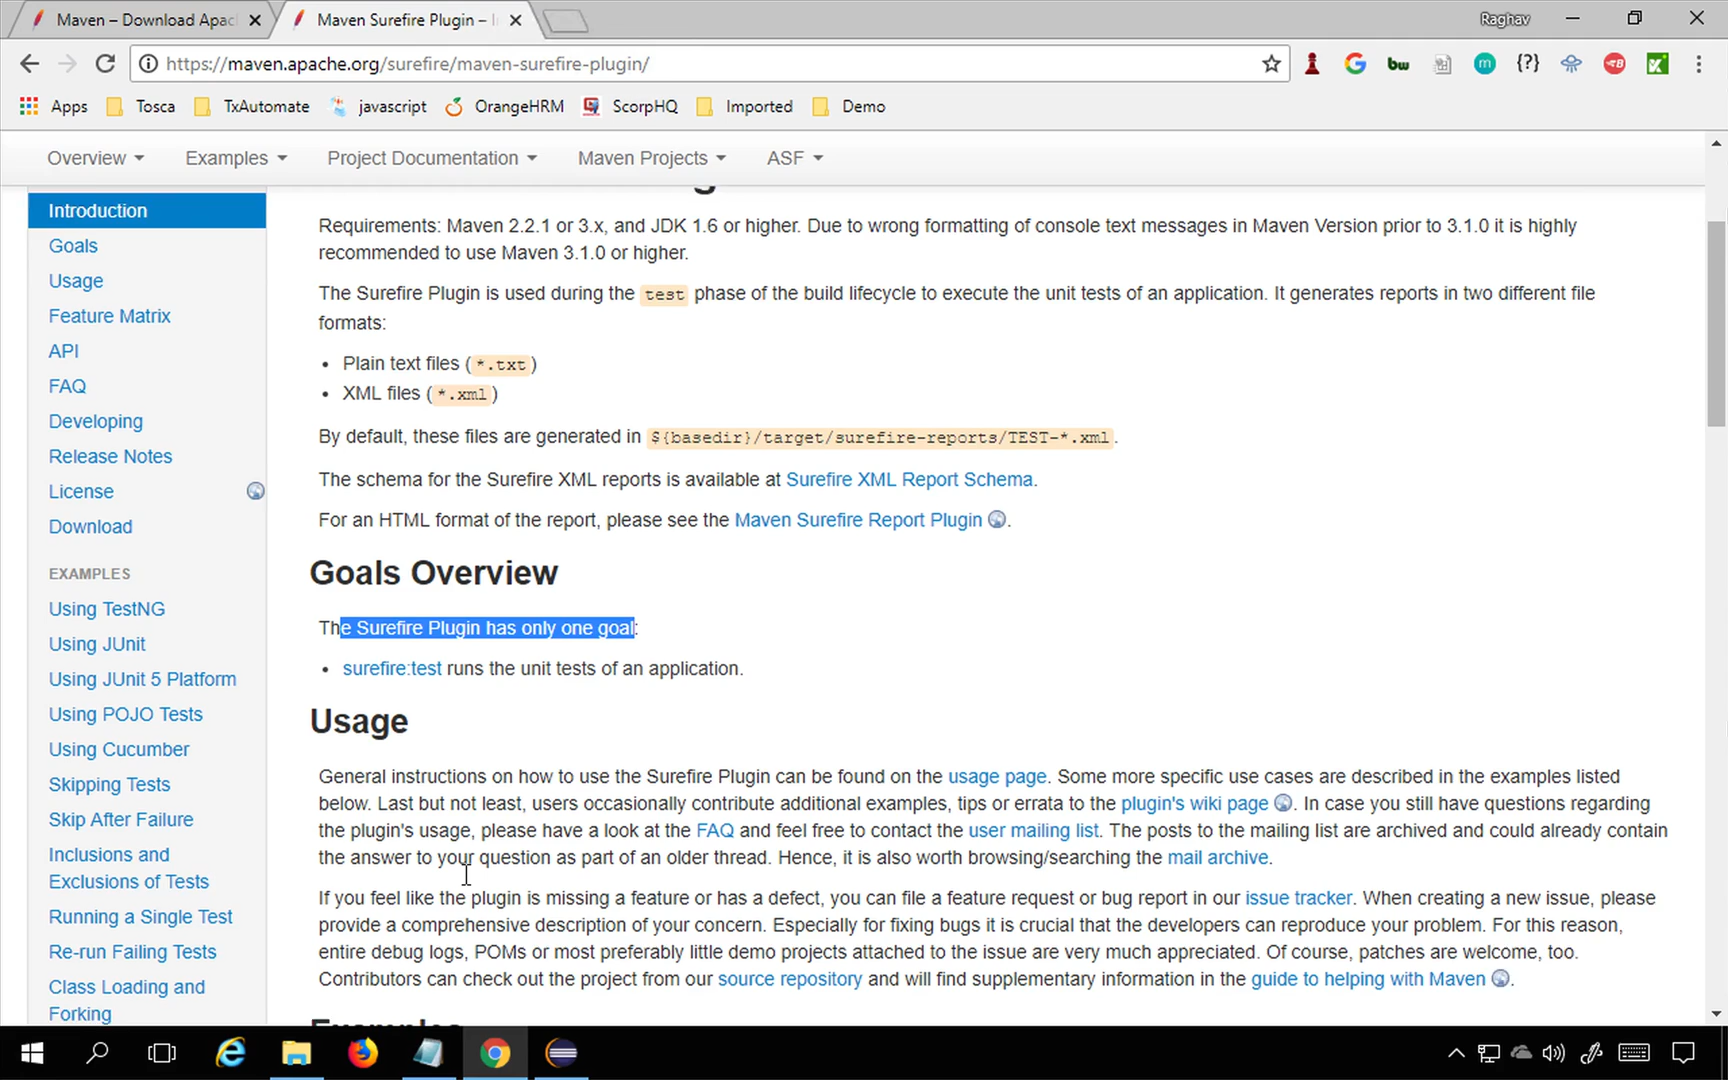 Maven – Download Apac
Maven Surefire Plugin – I
Raghav
https://maven.apache.org/surefire/maven-surefire-plugin/
bw
m
{?}
Apps
Tosca
TxAutomate
javascript
OrangeHRM
ScorpHQ
Imported
Demo
Overview
Examples
Project Documentation
Maven Projects
ASF
Introduction
Goals
Usage
Feature Matrix
API
FAQ
Developing
Release Notes
License
Download
EXAMPLES
Using TestNG
Using JUnit
Using JUnit 5 Platform
Using POJO Tests
Using Cucumber
Skipping Tests
Skip After Failure
Inclusions and
Exclusions of Tests
Running a Single Test
Re-run Failing Tests
Class Loading and
Forking
Requirements: Maven 2.2.1 or 3.x, and JDK 1.6 or higher. Due to wrong formatting of console text messages in Maven Version prior to 3.1.0 it is highly
recommended to use Maven 3.1.0 or higher.
The Surefire Plugin is used during the test phase of the build lifecycle to execute the unit tests of an application. It generates reports in two different file
formats:
• Plain text files (*.txt)
• XML files (*.xml)
By default, these files are generated in ${basedir}/target/surefire-reports/TEST-*.xml.
The schema for the Surefire XML reports is available at Surefire XML Report Schema.
For an HTML format of the report, please see the Maven Surefire Report Plugin.
Goals Overview
The Surefire Plugin has only one goal:
• surefire:test runs the unit tests of an application.
Usage
General instructions on how to use the Surefire Plugin can be found on the usage page. Some more specific use cases are described in the examples listed
below. Last but not least, users occasionally contribute additional examples, tips or errata to the plugin's wiki page. In case you still have questions regarding
the plugin's usage, please have a look at the FAQ and feel free to contact the user mailing list. The posts to the mailing list are archived and could already contain
the answer to your question as part of an older thread. Hence, it is also worth browsing/searching the mail archive.
If you feel like the plugin is missing a feature or has a defect, you can file a feature request or bug report in our issue tracker. When creating a new issue, please
provide a comprehensive description of your concern. Especially for fixing bugs it is crucial that the developers can reproduce your problem. For this reason,
entire debug logs, POMs or most preferably little demo projects attached to the issue are very much appreciated. Of course, patches are welcome, too.
Contributors can check out the project from our source repository and will find supplementary information in the guide to helping with Maven.